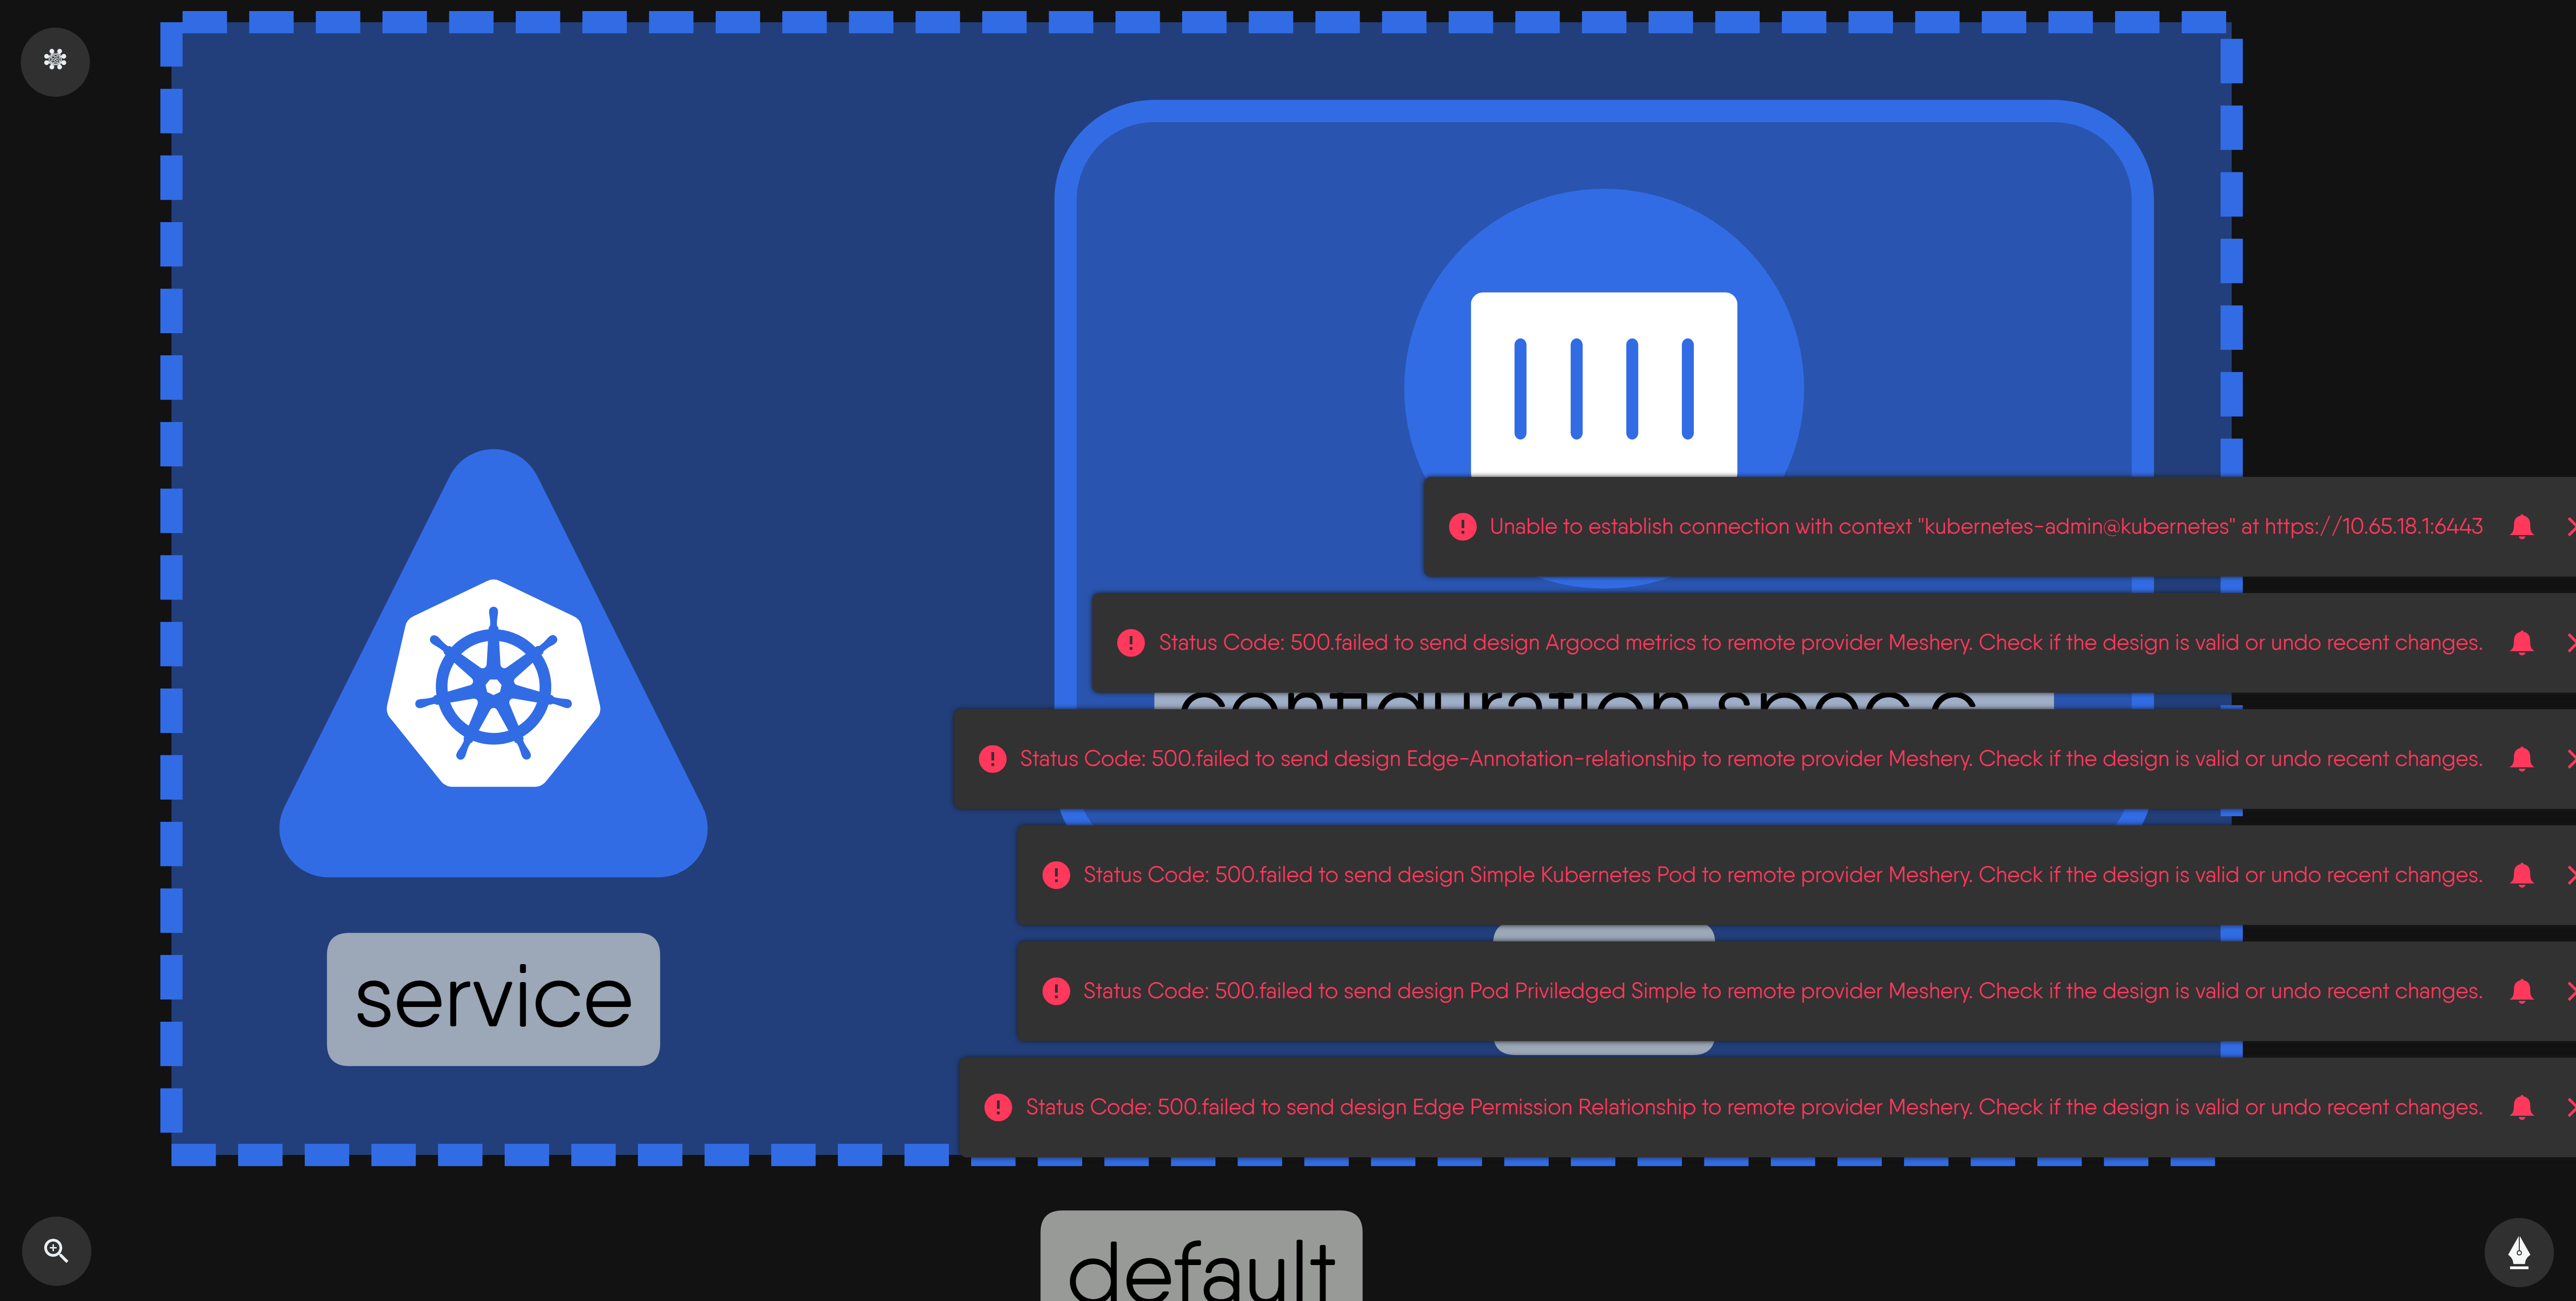 Unable to establish connection with context "kubernetes-admin@kubernetes" at https://10.65.18.1:6443
Status Code: 500.failed to send design Argocd metrics to remote provider Meshery. Check if the design is valid or undo recent changes.
Status Code: 500.failed to send design Edge-Annotation-relationship to remote provider Meshery. Check if the design is valid or undo recent changes.
Status Code: 500.failed to send design Simple Kubernetes Pod to remote provider Meshery. Check if the design is valid or undo recent changes.
Status Code: 500.failed to send design Pod Priviledged Simple to remote provider Meshery. Check if the design is valid or undo recent changes.
service
Status Code: 500.failed to send design Edge Permission Relationship to remote provider Meshery. Check if the design is valid or undo recent changes.
default